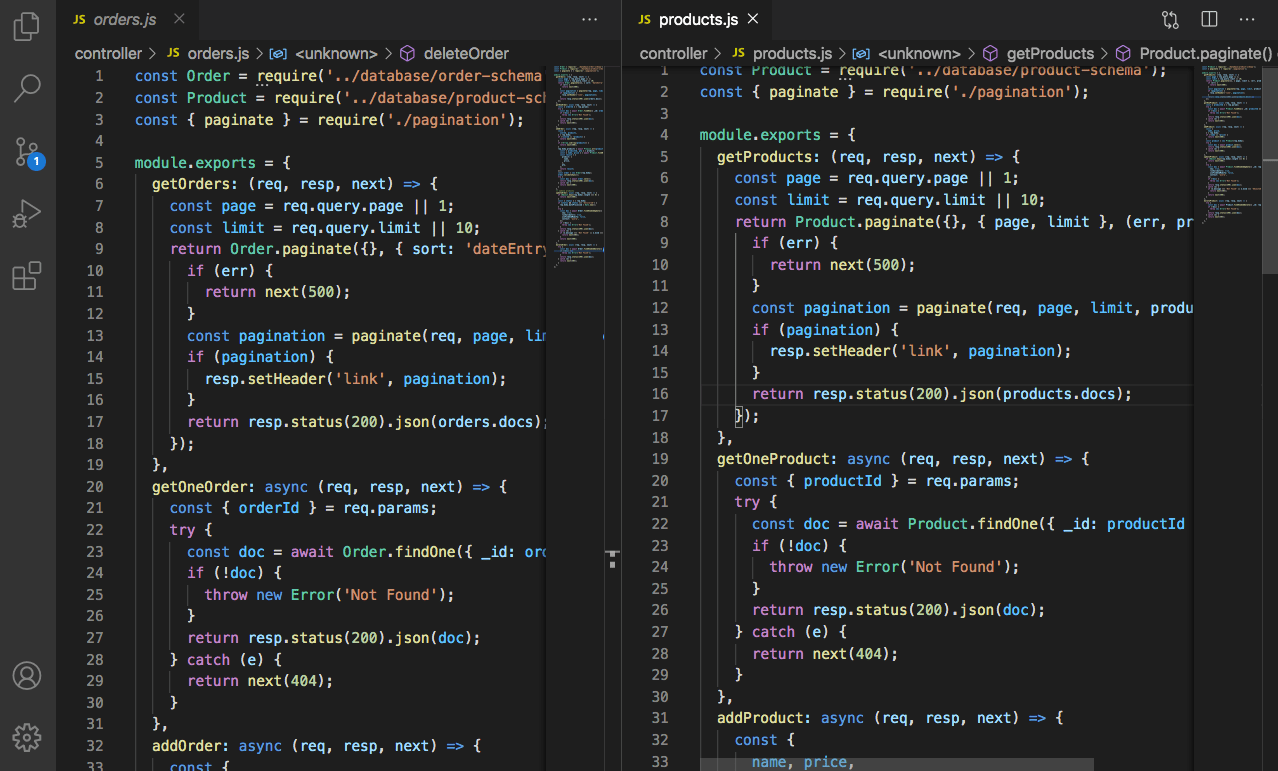 JS orders.js
controller > JS orders.js > <unknown> > deleteOrder
1 const Order = require('../database/order-schema
2 const Product = require('../database/product-sch
3 const { paginate } = require('./pagination');
4
5 module.exports = {
6 getOrders: (req, resp, next) => {
7 const page = req.query.page || 1;
8 const limit = req.query.limit || 10;
9 return Order.paginate({}, { sort: 'dateEntry
10 if (err) {
11 return next(500);
12 }
13 const pagination = paginate(req, page, lim
14 if (pagination) {
15 resp.setHeader('link', pagination);
16 }
17 return resp.status(200).json(orders.docs);
18 });
19 },
20 getOneOrder: async (req, resp, next) => {
21 const { orderId } = req.params;
22 try {
23 const doc = await Order.findOne({ _id: ord
24 if (!doc) {
25 throw new Error('Not Found');
26 }
27 return resp.status(200).json(doc);
28 } catch (e) {
29 return next(404);
30 }
31 },
32 addOrder: async (req, resp, next) => {
33 const {
1
JS products.js
controller > JS products.js > <unknown> > getProducts > Product.paginate()
1 const Product = require('../database/product-schema');
2 const { paginate } = require('./pagination');
3
4 module.exports = {
5 getProducts: (req, resp, next) => {
6 const page = req.query.page || 1;
7 const limit = req.query.limit || 10;
8 return Product.paginate({}, { page, limit }, (err, pr
9 if (err) {
10 return next(500);
11 }
12 const pagination = paginate(req, page, limit, produ
13 if (pagination) {
14 resp.setHeader('link', pagination);
15 }
16 return resp.status(200).json(products.docs);
17 });
18 },
19 getOneProduct: async (req, resp, next) => {
20 const { productId } = req.params;
21 try {
22 const doc = await Product.findOne({ _id: productId
23 if (!doc) {
24 throw new Error('Not Found');
25 }
26 return resp.status(200).json(doc);
27 } catch (e) {
28 return next(404);
29 }
30 },
31 addProduct: async (req, resp, next) => {
32 const {
33 name, price,